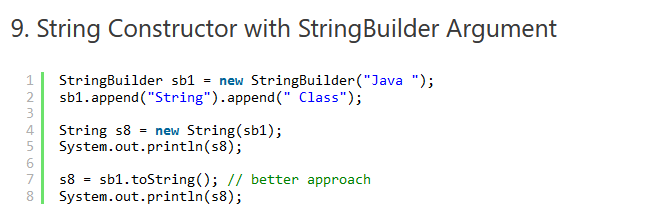 9. String Constructor with StringBuilder Argument
1 StringBuilder sb1 = new StringBuilder("Java ");
2 sb1.append("String").append(" Class");
3
4 String s8 = new String(sb1);
5 System.out.println(s8);
6
7 s8 = sb1.toString(); // better approach
8 System.out.println(s8);